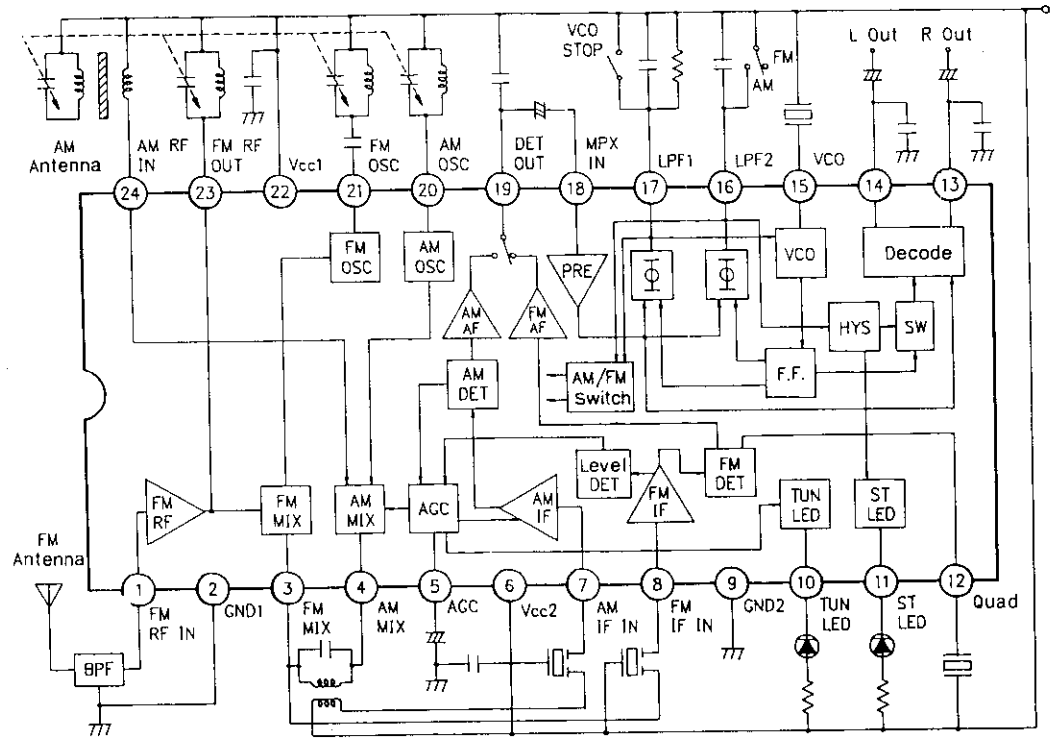 VCO
STOP
FM
AM
L Out
R Out
AM
Antenna
AM RF
IN
FM RF
OUT
Vcc1
FM
OSC
AM
OSC
DET
OUT
MPX
IN
LPF1
LPF2
VCO
24
23
22
21
20
19
18
17
16
15
14
13
FM
OSC
AM
OSC
PRE
Φ
Φ
VCO
Decode
AM
AF
FM
AF
HYS
SW
AM
DET
AM/FM
Switch
F.F.
FM
RF
FM
MIX
AM
MIX
AGC
AM
IF
Level
DET
FM
IF
FM
DET
TUN
LED
ST
LED
FM
Antenna
1
2
3
4
5
6
7
8
9
10
11
12
FM
RF IN
GND1
FM
MIX
AM
MIX
AGC
Vcc2
AM
IF IN
FM
IF IN
GND2
TUN
LED
ST
LED
Quad
BPF